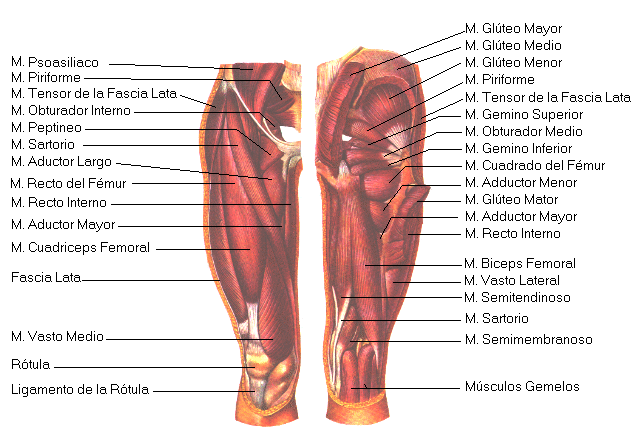 M. Psoasiliaco
M. Piriforme
M. Tensor de la Fascia Lata
M. Obturador Interno
M. Peptineo
M. Sartorio
M. Aductor Largo
M. Recto del Fémur
M. Recto Interno
M. Aductor Mayor
M. Cuadriceps Femoral
Fascia Lata
M. Vasto Medio
Rótula
Ligamento de la Rótula
M. Glúteo Mayor
M. Glúteo Medio
M. Glúteo Menor
M. Piriforme
M. Tensor de la Fascia Lata
M. Gemino Superior
M. Obturador Medio
M. Gemino Inferior
M. Cuadrado del Fémur
M. Adductor Menor
M. Glúteo Mator
M. Adductor Mayor
M. Recto Interno
M. Biceps Femoral
M. Vasto Lateral
M. Semitendinoso
M. Sartorio
M. Semimembranoso
Músculos Gemelos